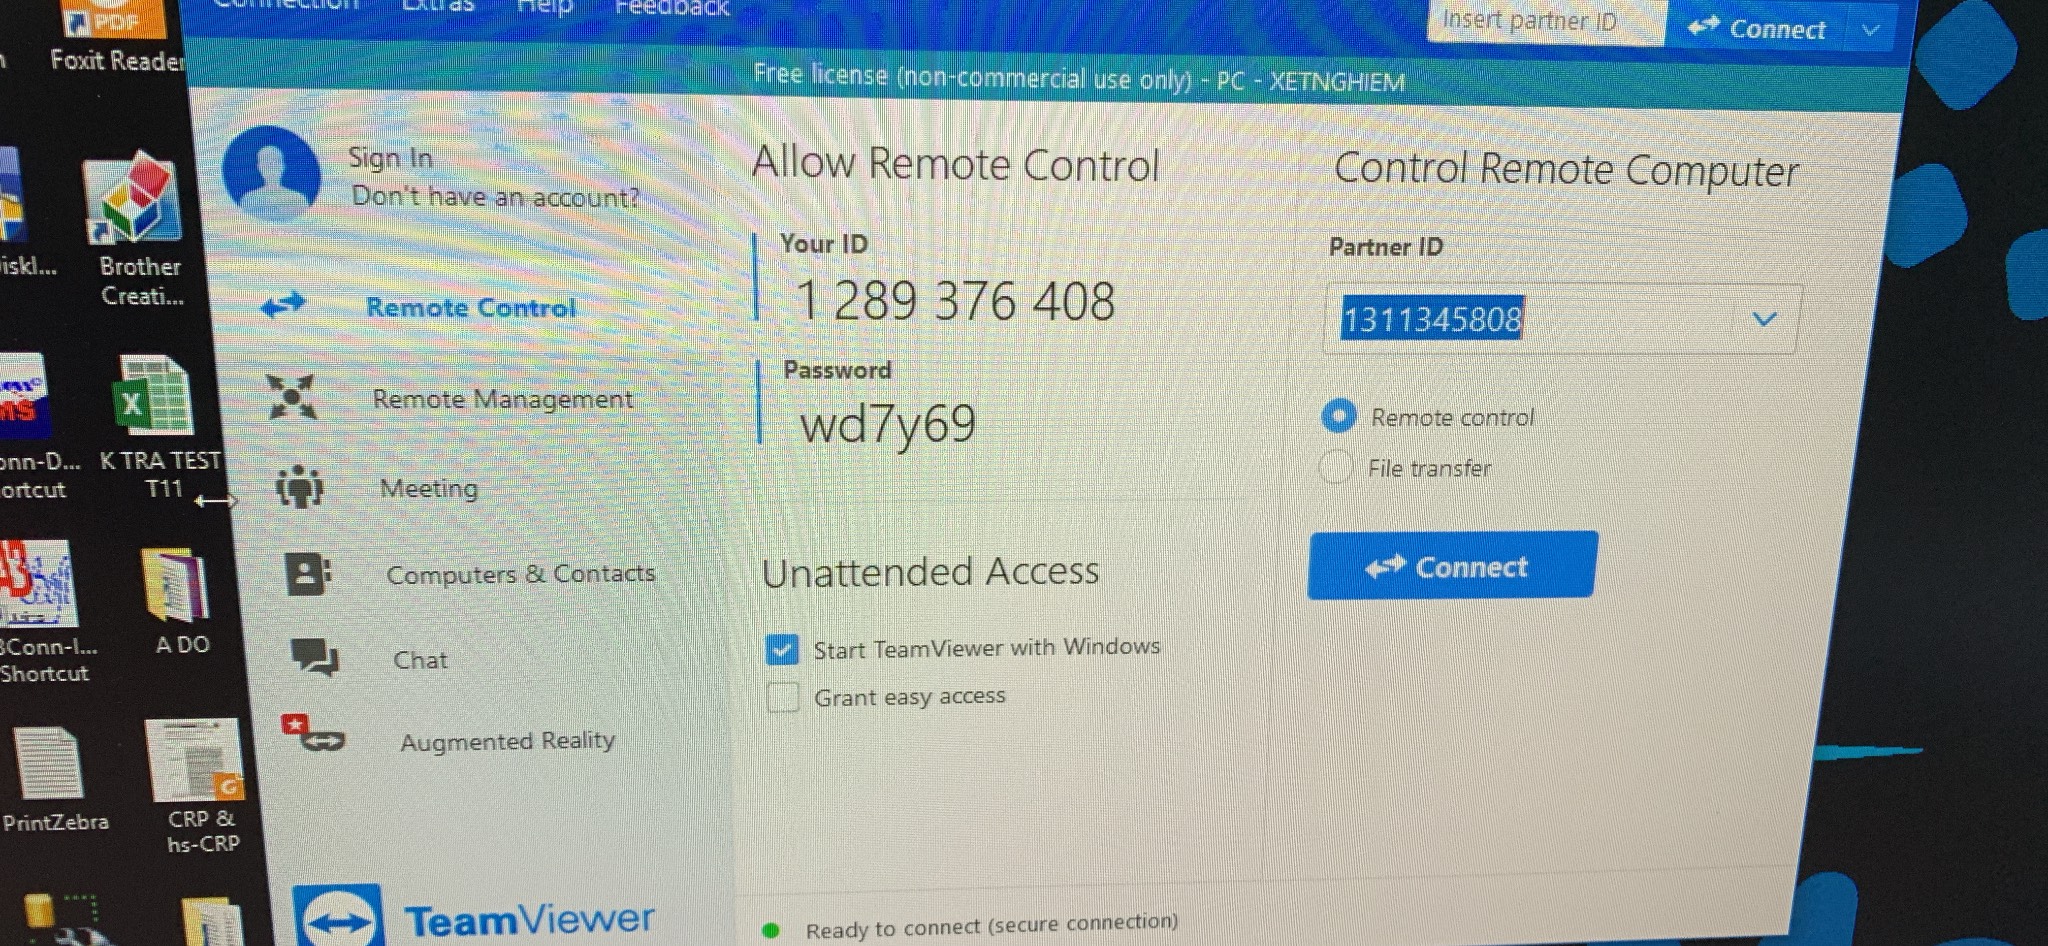 Connection Extras Help Feedback
Insert partner ID
Connect
Free license (non-commercial use only) - PC - XETNGHIEM
PDF
Foxit Reader
Brother
Creati...
K TRA TEST
T11
ortcut
A DO
Shortcut
PrintZebra
CRP &
hs-CRP
Sign In
Don't have an account?
Remote Control
Remote Management
Meeting
Computers & Contacts
Chat
Augmented Reality
TeamViewer
Allow Remote Control
Your ID
1 289 376 408
Password
wd7y69
Unattended Access
Start TeamViewer with Windows
Grant easy access
Control Remote Computer
Partner ID
1311345808
Remote control
File transfer
Connect
Ready to connect (secure connection)